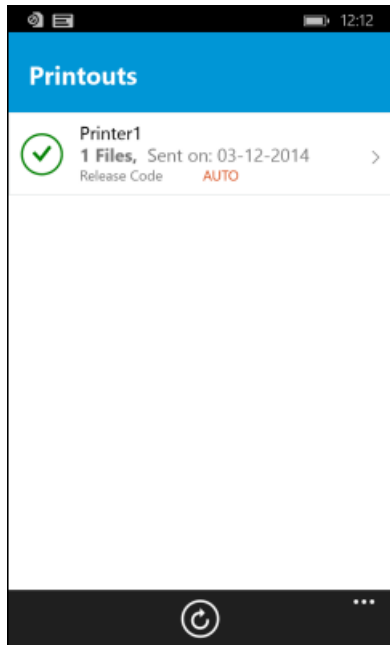 12:12
Printouts
Printer1
1 Files, Sent on: 03-12-2014
Release Code AUTO